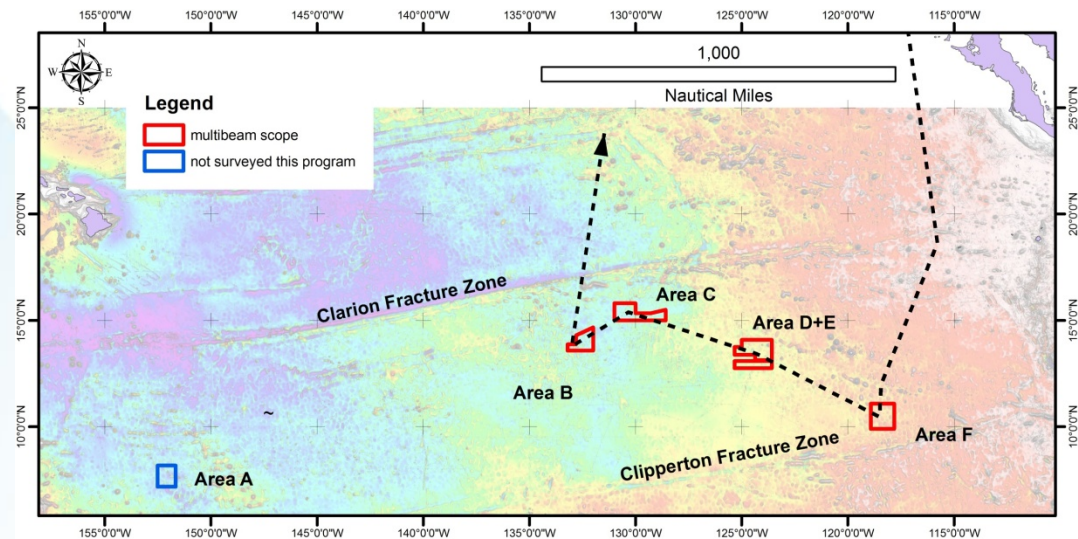 155°0'0"W 150°0'0"W 145°0'0"W 140°0'0"W 135°0'0"W 130°0'0"W 125°0'0"W 120°0'0"W 115°0'0"W
N
W E
S
1,000
Nautical Miles
Legend
multibeam scope
not surveyed this program
25°0'0"N 25°0'0"N
20°0'0"N 20°0'0"N
Clarion Fracture Zone
Area C
15°0'0"N 15°0'0"N
Area D+E
Area B
~
10°0'0"N 10°0'0"N
Area F
Clipperton Fracture Zone
Area A
155°0'0"W 150°0'0"W 145°0'0"W 140°0'0"W 135°0'0"W 130°0'0"W 125°0'0"W 120°0'0"W 115°0'0"W